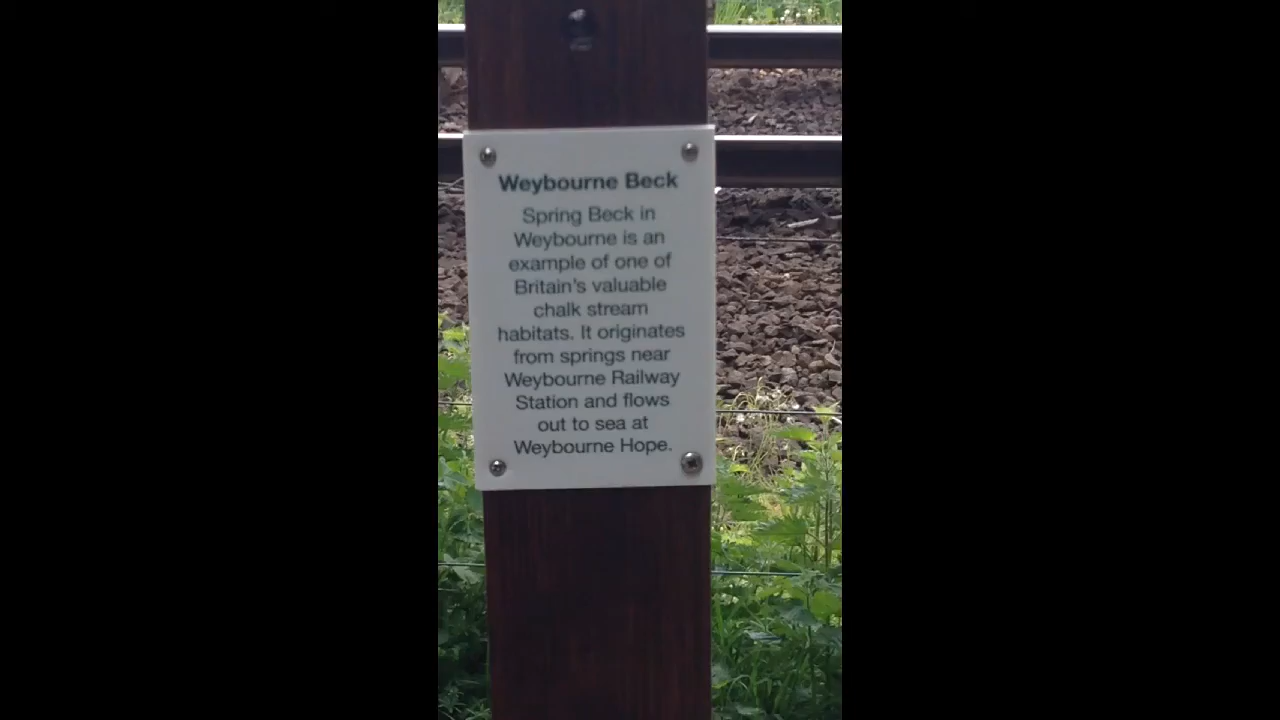 Weybourne Beck
Spring Beck in
Weybourne is an
example of one of
Britain's valuable
chalk stream
habitats. It originates
from springs near
Weybourne Railway
Station and flows
out to sea at
Weybourne Hope.